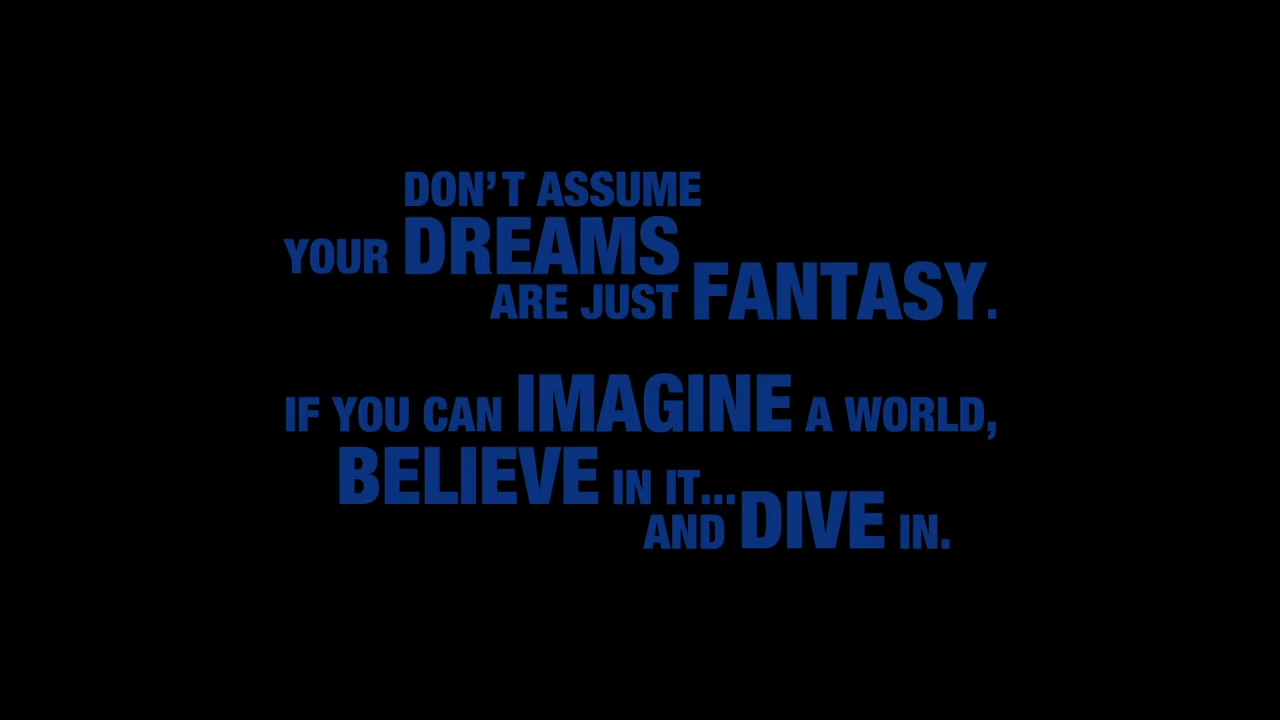 DON'T ASSUME
YOUR DREAMS
ARE JUST FANTASY.
IF YOU CAN IMAGINE A WORLD,
BELIEVE IN IT...
AND DIVE IN.